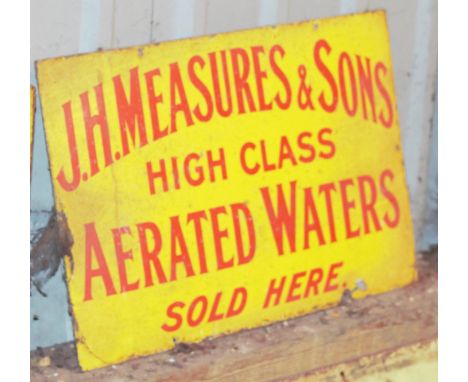 J.H. MEASURES & SONS
HIGH CLASS
AERATED WATERS
SOLD HERE.